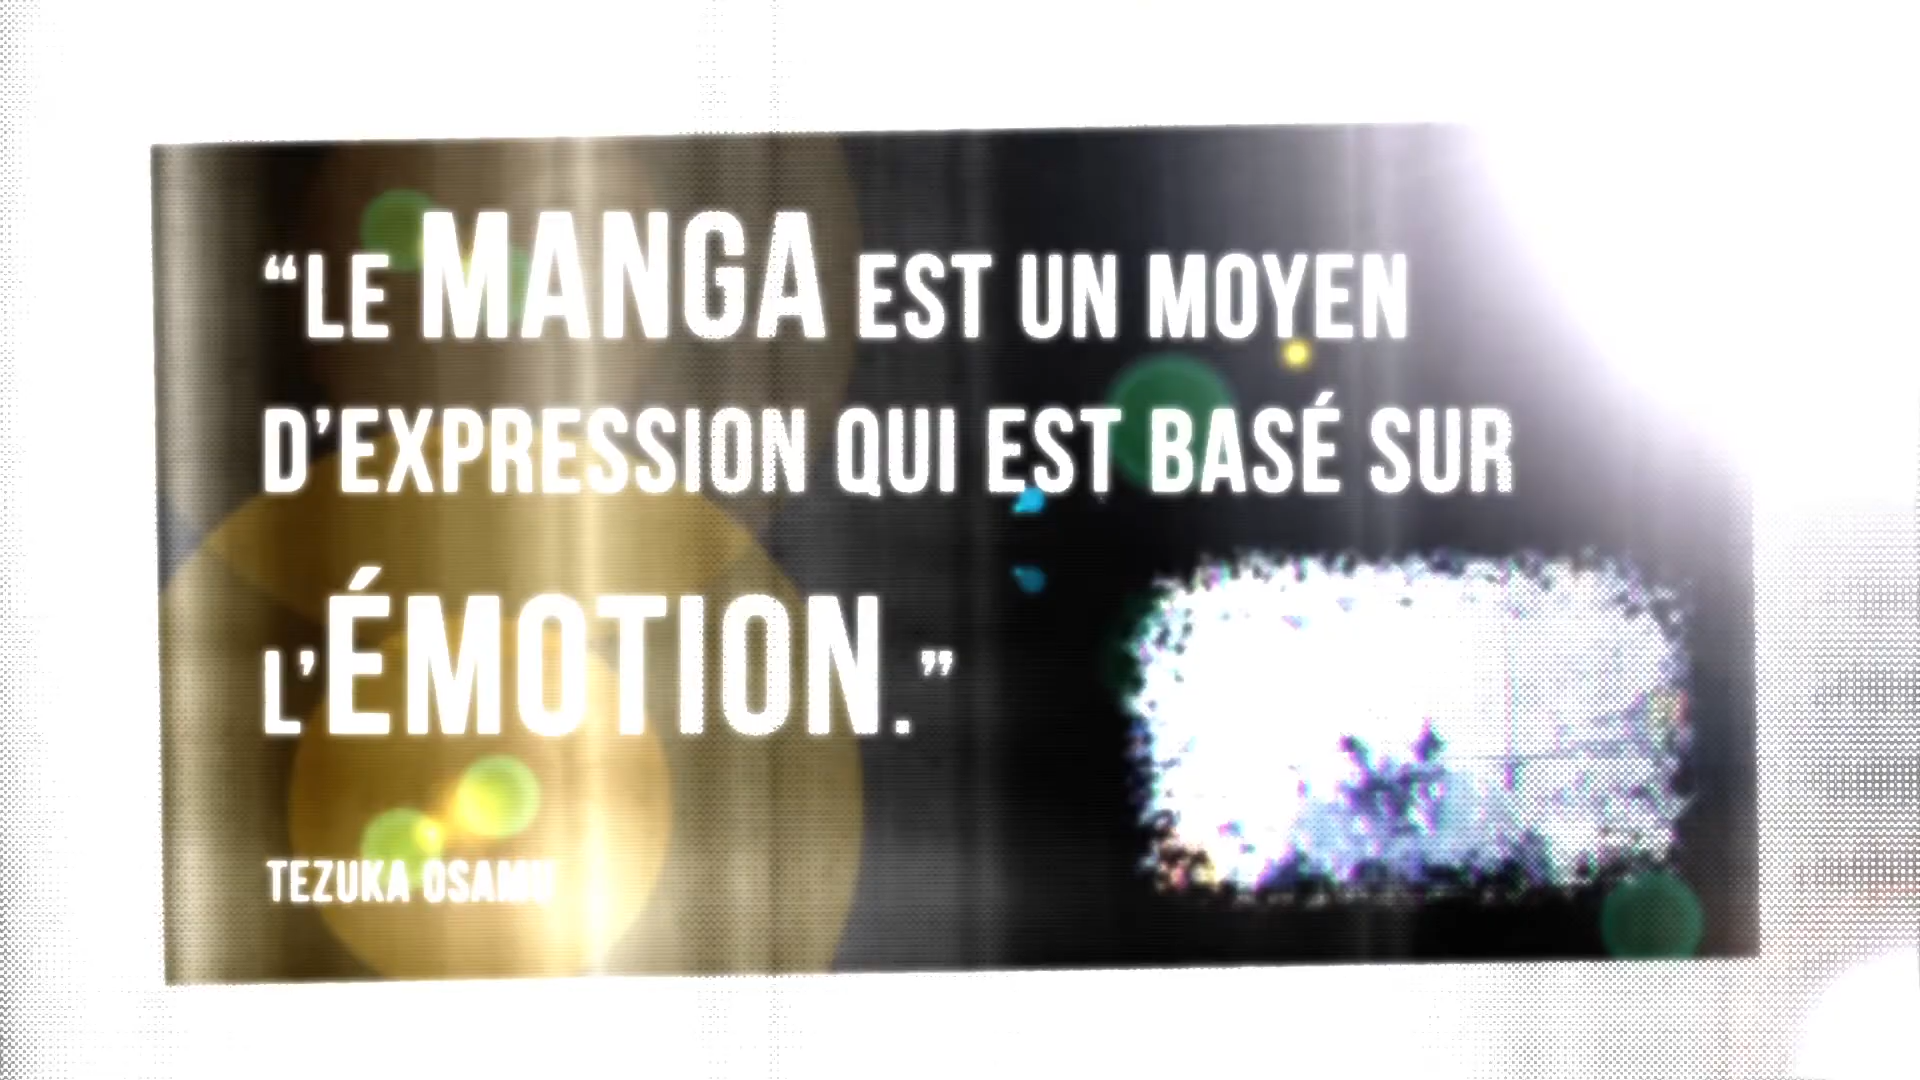 “LE MANGA EST UN MOYEN
D’EXPRESSION QUI EST BASÉ SUR
L’ÉMOTION.”
TEZUKA OSAMU